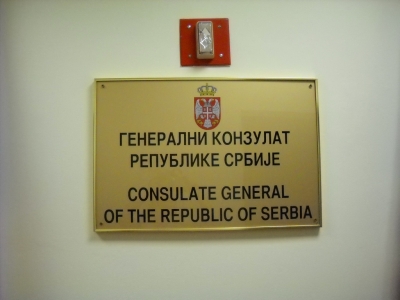 ГЕНЕРАЛНИ КОНЗУЛАТ
РЕПУБЛИКЕ СРБИЈЕ
CONSULATE GENERAL
OF THE REPUBLIC OF SERBIA